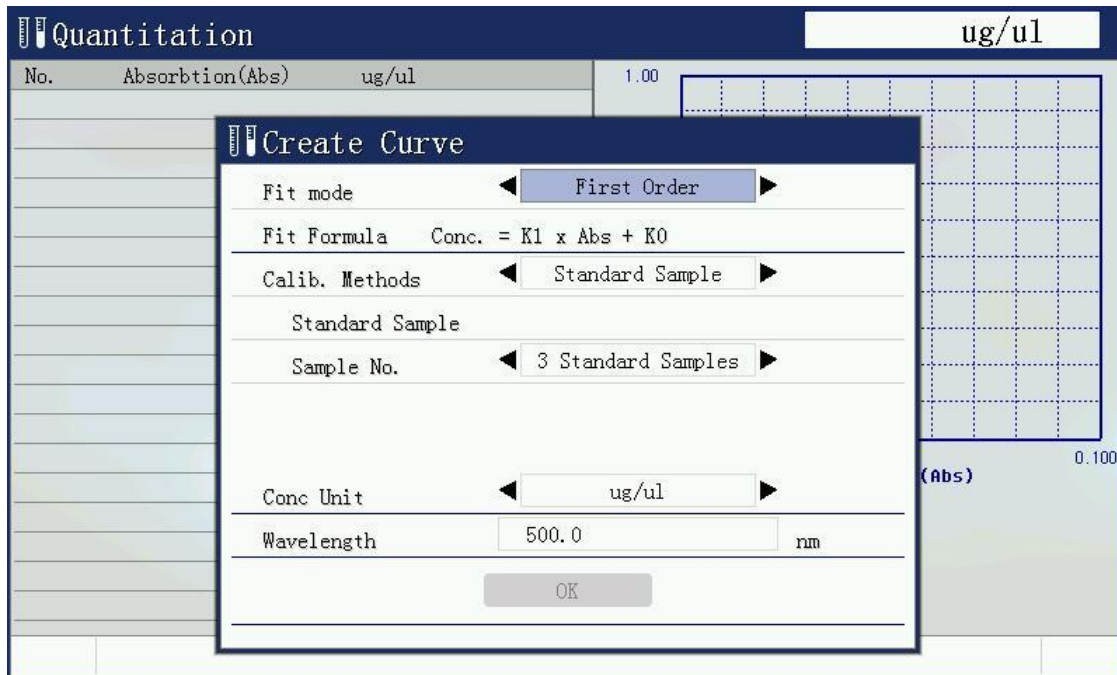 Quantitation
ug/ul
No. Absorbtion(Abs) ug/ul
1.00
Create Curve
Fit mode First Order
Fit Formula Conc. = K1 x Abs + K0
Calib. Methods Standard Sample
Standard Sample
Sample No. 3 Standard Samples
0.100
(Abs)
Conc Unit ug/ul
Wavelength 500.0 nm
OK